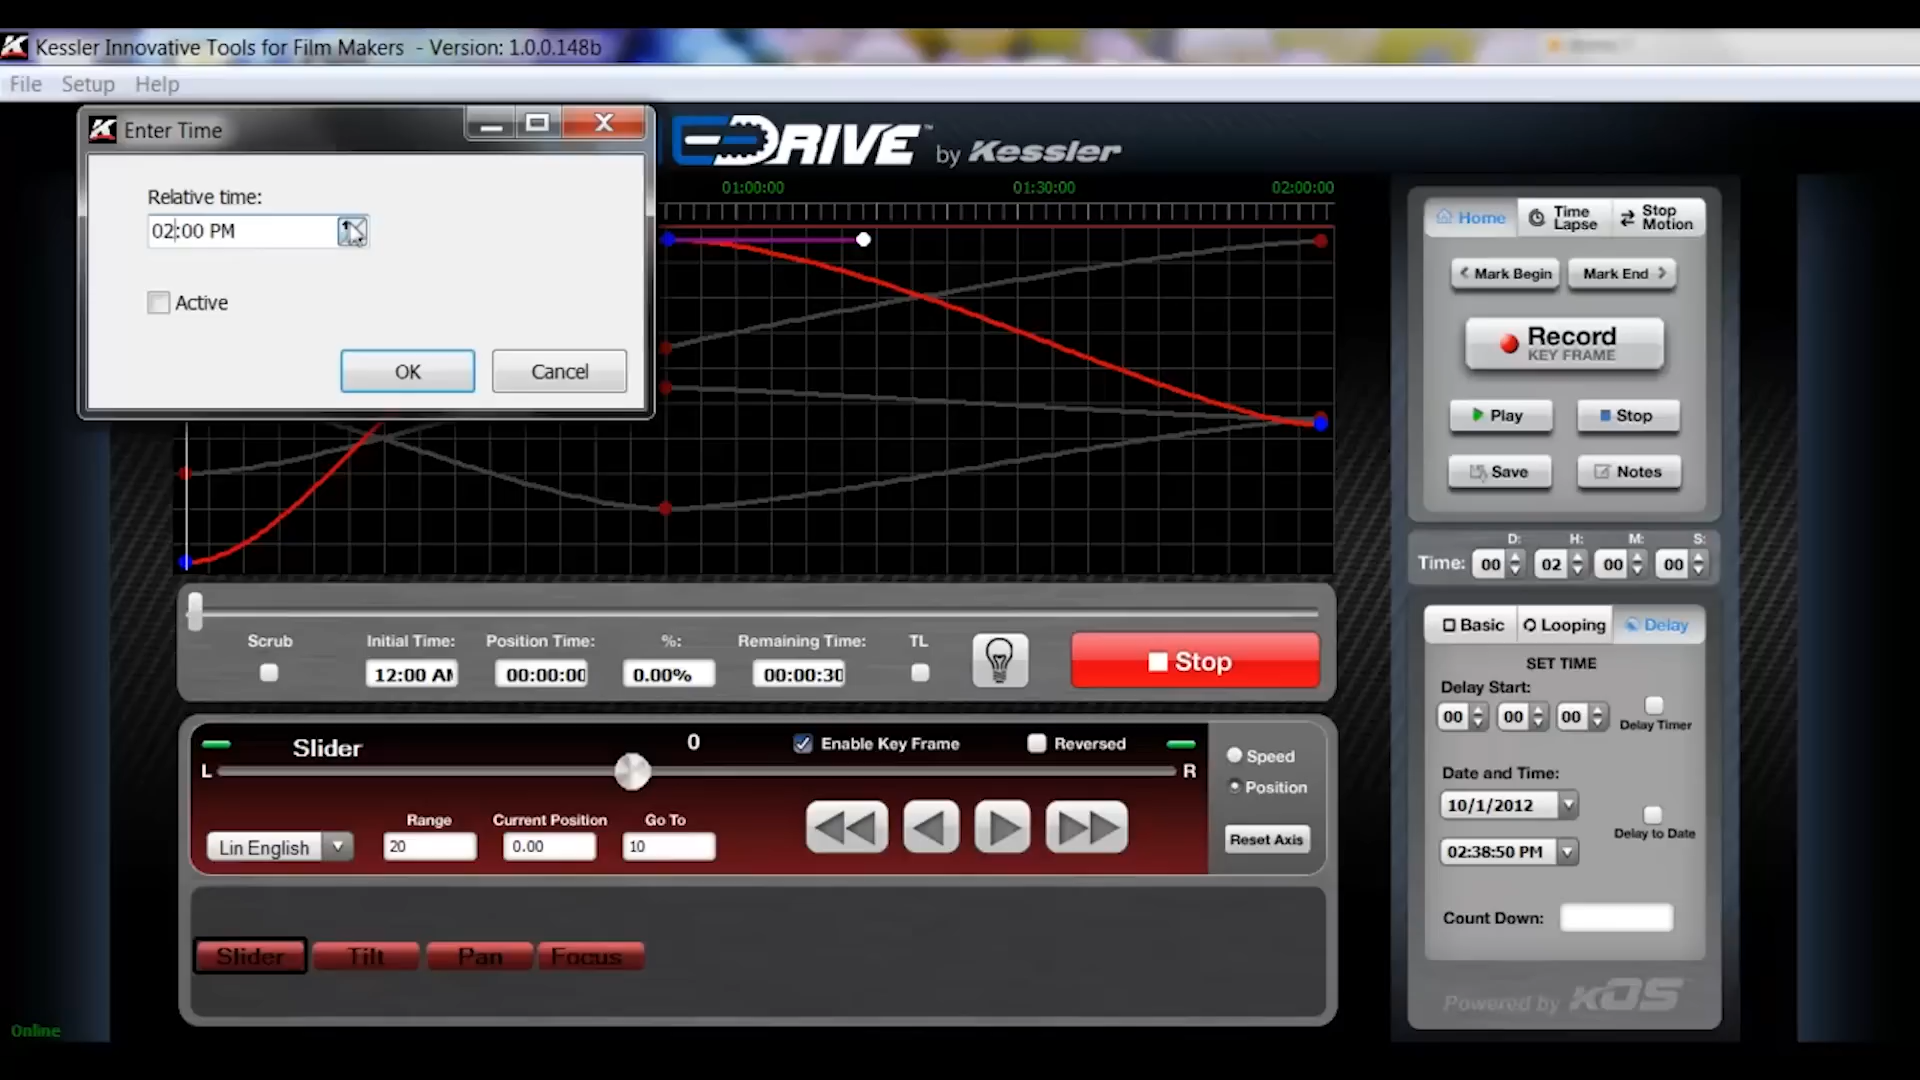 Kessler Innovative Tools for Film Makers - Version: 1.0.0.148b
File Setup Help
Enter Time
Relative time:
02:00 PM
Active
OK Cancel
DRIVE™ by Kessler
01:00:00 01:30:00 02:00:00
Home Time Lapse Stop Motion
Mark Begin Mark End
Record
KEY FRAME
Play Stop
Save Notes
D: H: M: S:
Time: 00 02 00 00
Scrub Initial Time: Position Time: %: Remaining Time: TL
12:00 AM 00:00:00 0.00% 00:00:30
Stop
Basic Looping Delay
SET TIME
Delay Start:
00 00 00
Delay Timer
Date and Time:
10/1/2012
Delay to Date
02:38:50 PM
Count Down:
Powered by kOS
Slider 0 Enable Key Frame Reversed
L R
Speed
Position
Range Current Position Go To
Lin English 20 0.00 10
Reset Axis
Slider Tilt Pan Focus
Online